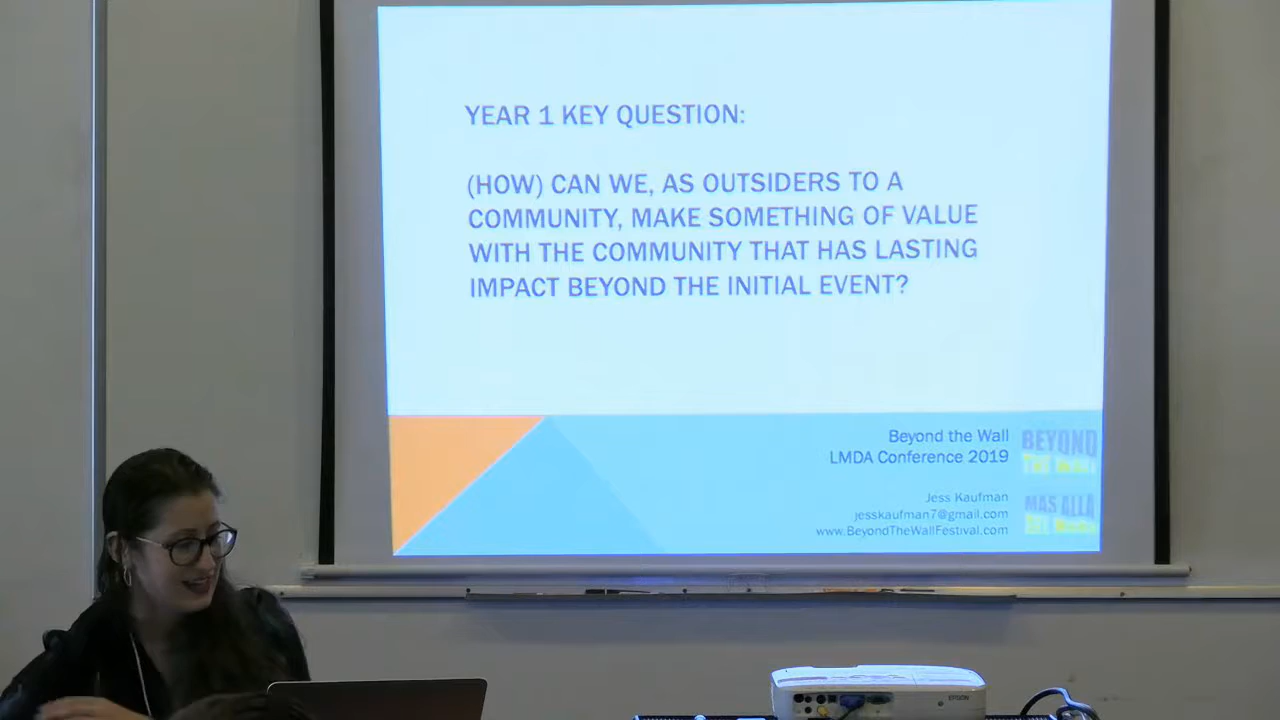 YEAR 1 KEY QUESTION:
(HOW) CAN WE, AS OUTSIDERS TO A
COMMUNITY, MAKE SOMETHING OF VALUE
WITH THE COMMUNITY THAT HAS LASTING
IMPACT BEYOND THE INITIAL EVENT?
Beyond the Wall
LMDA Conference 2019
BEYOND
THE WALL
Jess Kaufman
jesskaufman7@gmail.com
www.BeyondTheWallFestival.com
MAS ALLA
EPSON